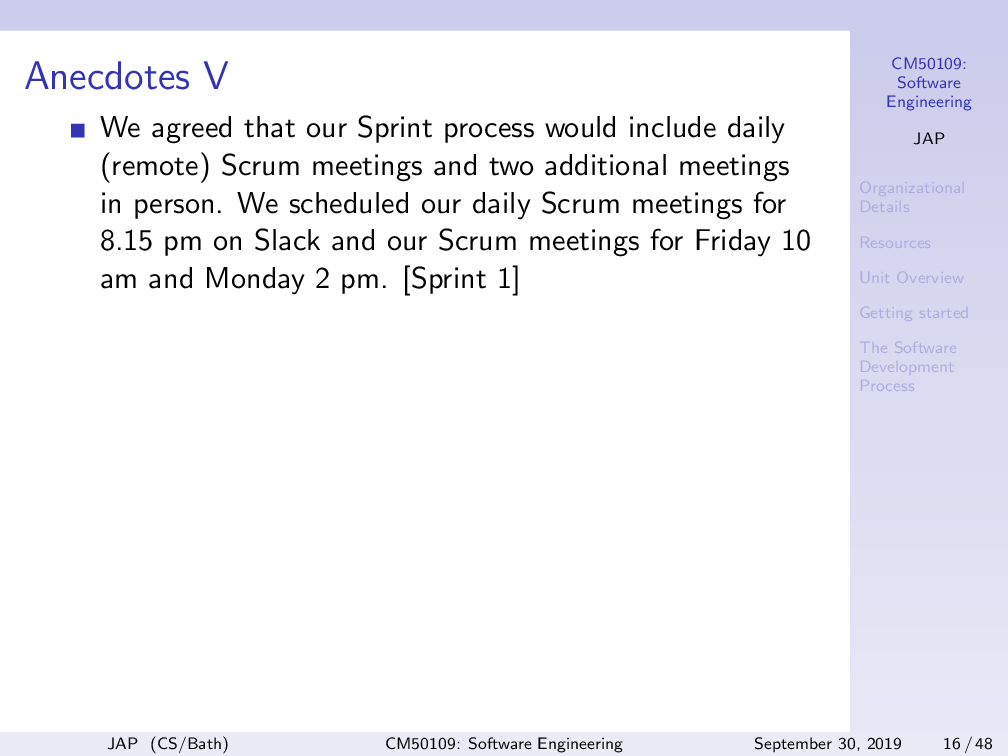 Anecdotes V
We agreed that our Sprint process would include daily
(remote) Scrum meetings and two additional meetings
in person. We scheduled our daily Scrum meetings for
8.15 pm on Slack and our Scrum meetings for Friday 10
am and Monday 2 pm. [Sprint 1]
CM50109:
Software
Engineering
JAP
Organizational
Details
Resources
Unit Overview
Getting started
The Software
Development
Process
JAP (CS/Bath)
CM50109: Software Engineering
September 30, 2019
16 / 48